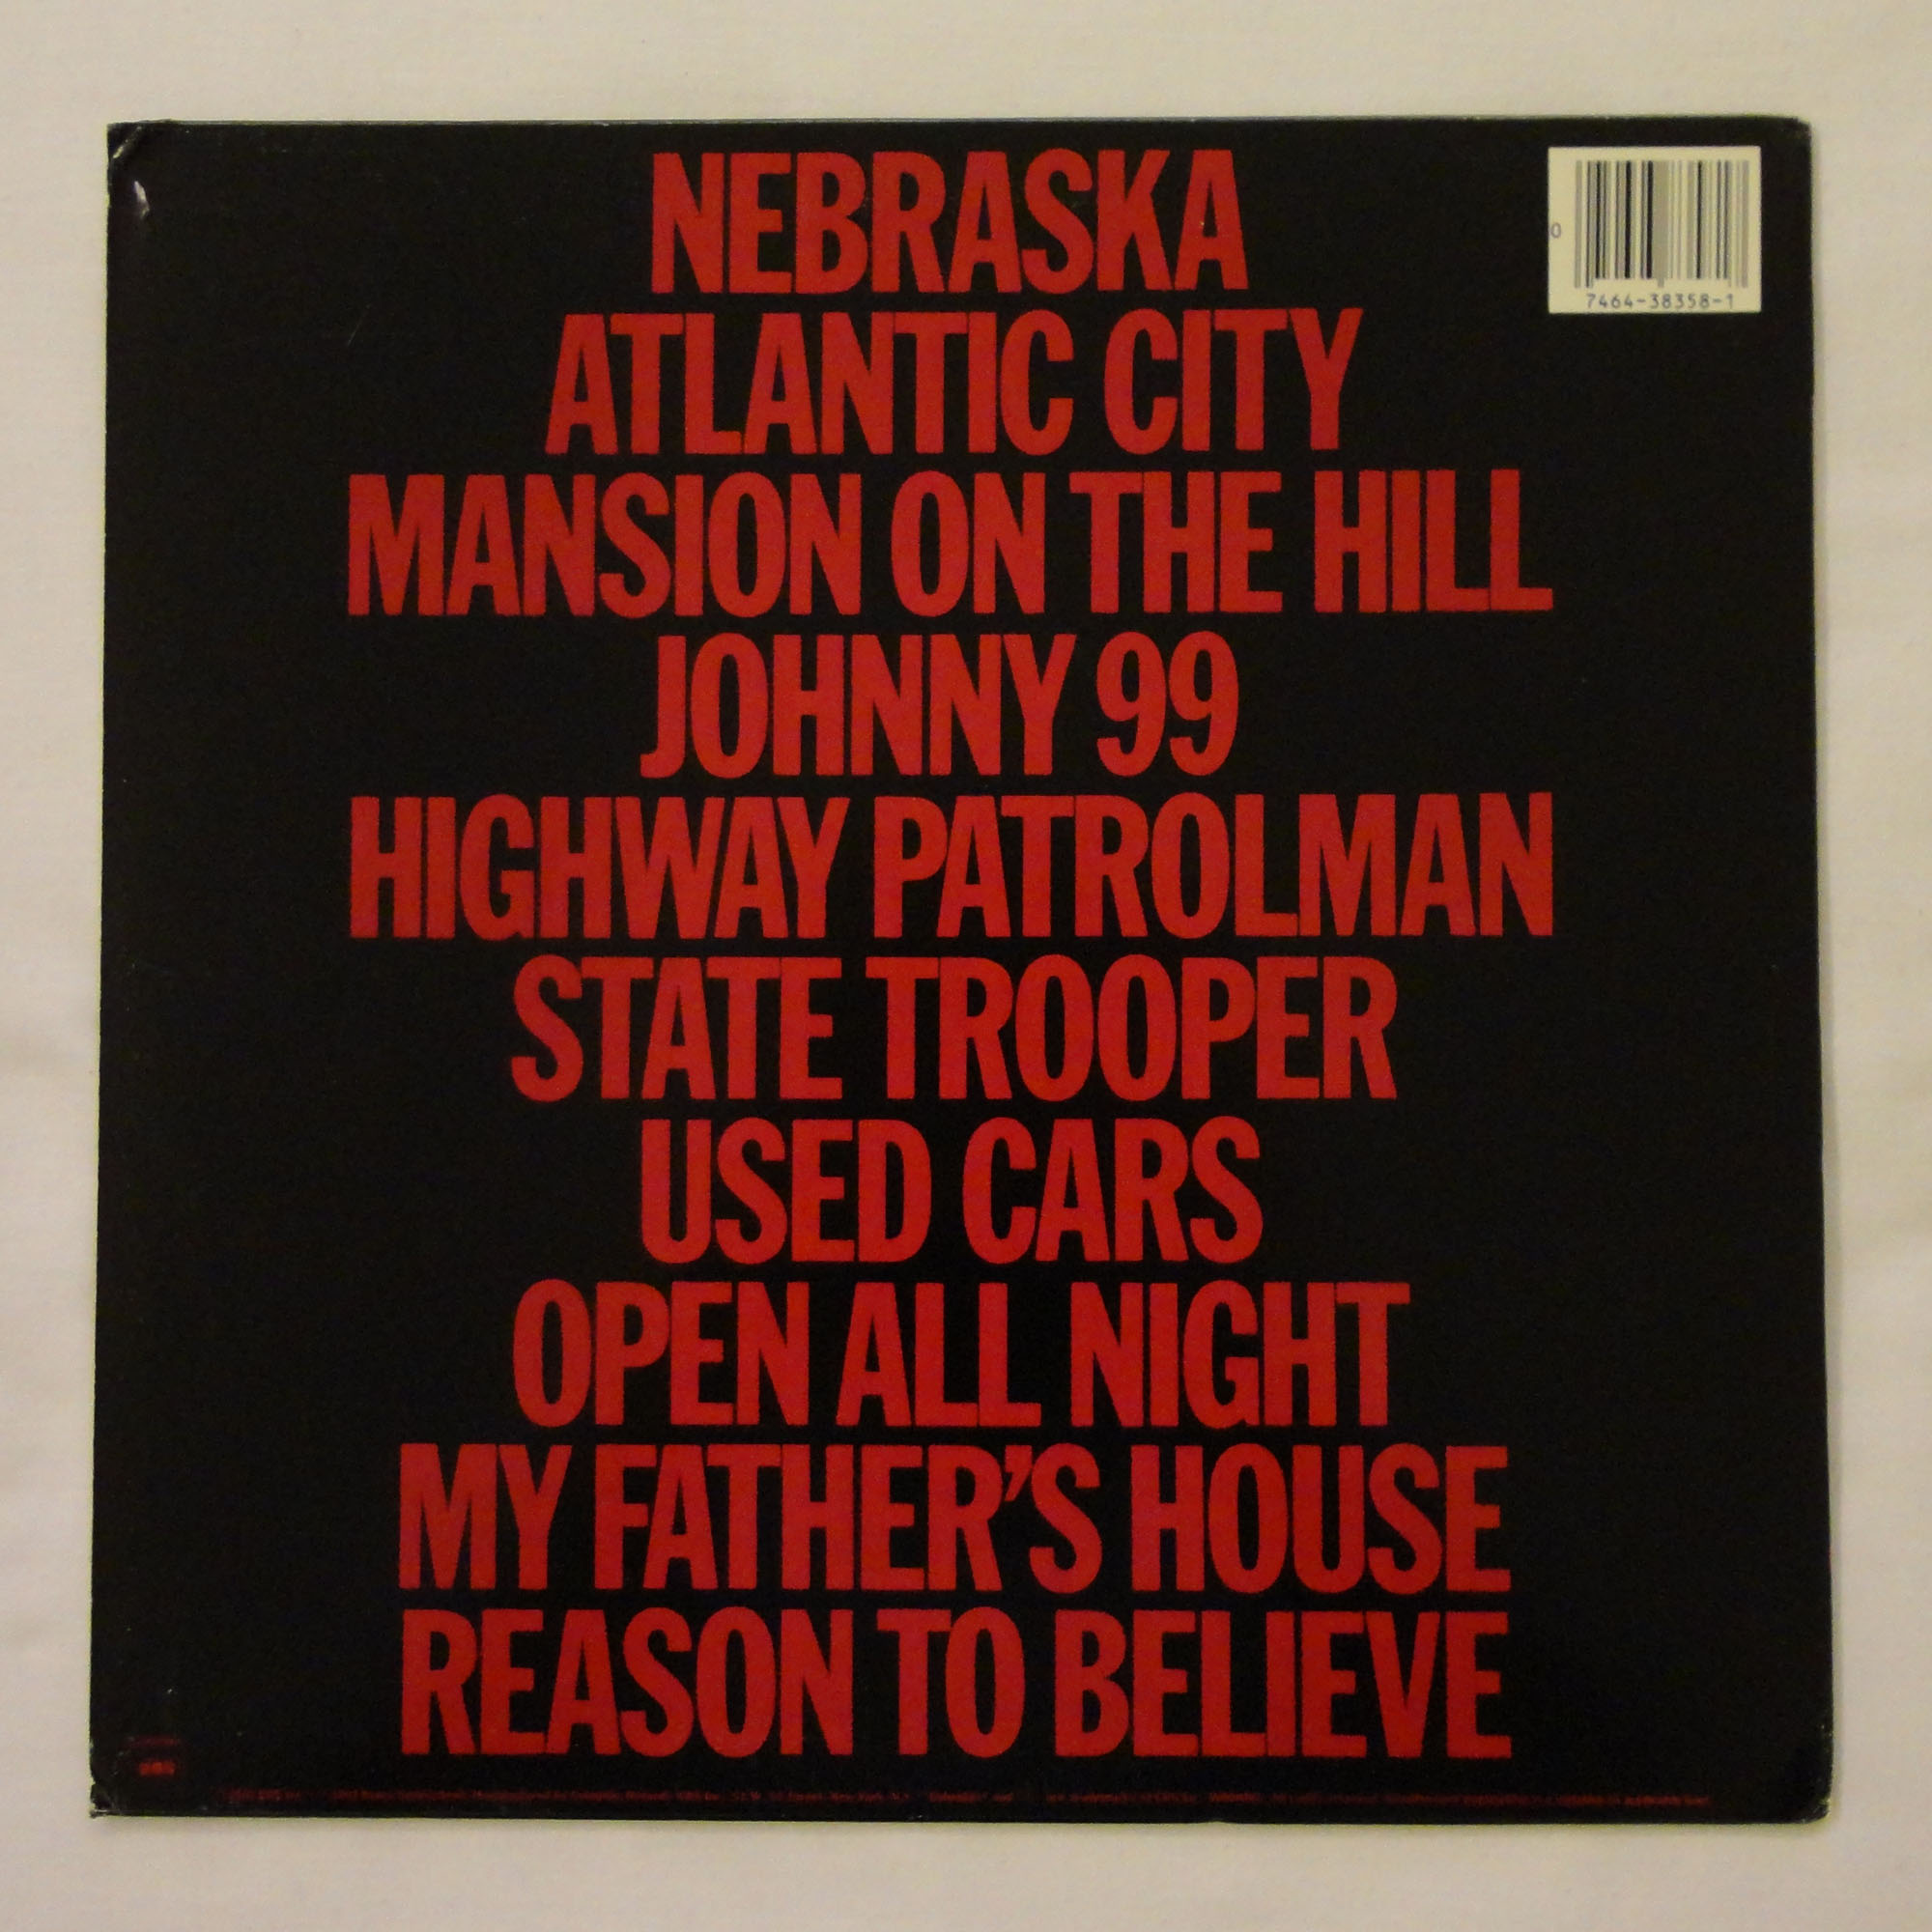 NEBRASKA
0
7464-38358-1
ATLANTIC CITY
MANSION ON THE HILL
JOHNNY 99
HIGHWAY PATROLMAN
STATE TROOPER
USED CARS
OPEN ALL NIGHT
MY FATHER'S HOUSE
REASON TO BELIEVE